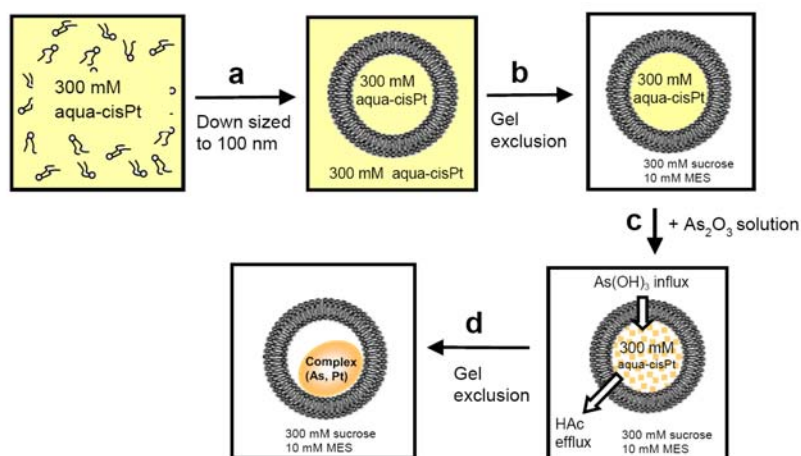 300 mM
aqua-cisPt
a
Down sized
to 100 nm
300 mM
aqua-cisPt
300 mM aqua-cisPt
b
Gel
exclusion
300 mM
aqua-cisPt
300 mM sucrose
10 mM MES
c + As₂O₃ solution
As(OH)₃ influx
300 mM
aqua-cisPt
HAc
efflux
300 mM sucrose
10 mM MES
d
Gel
exclusion
Complex
(As, Pt)
300 mM sucrose
10 mM MES